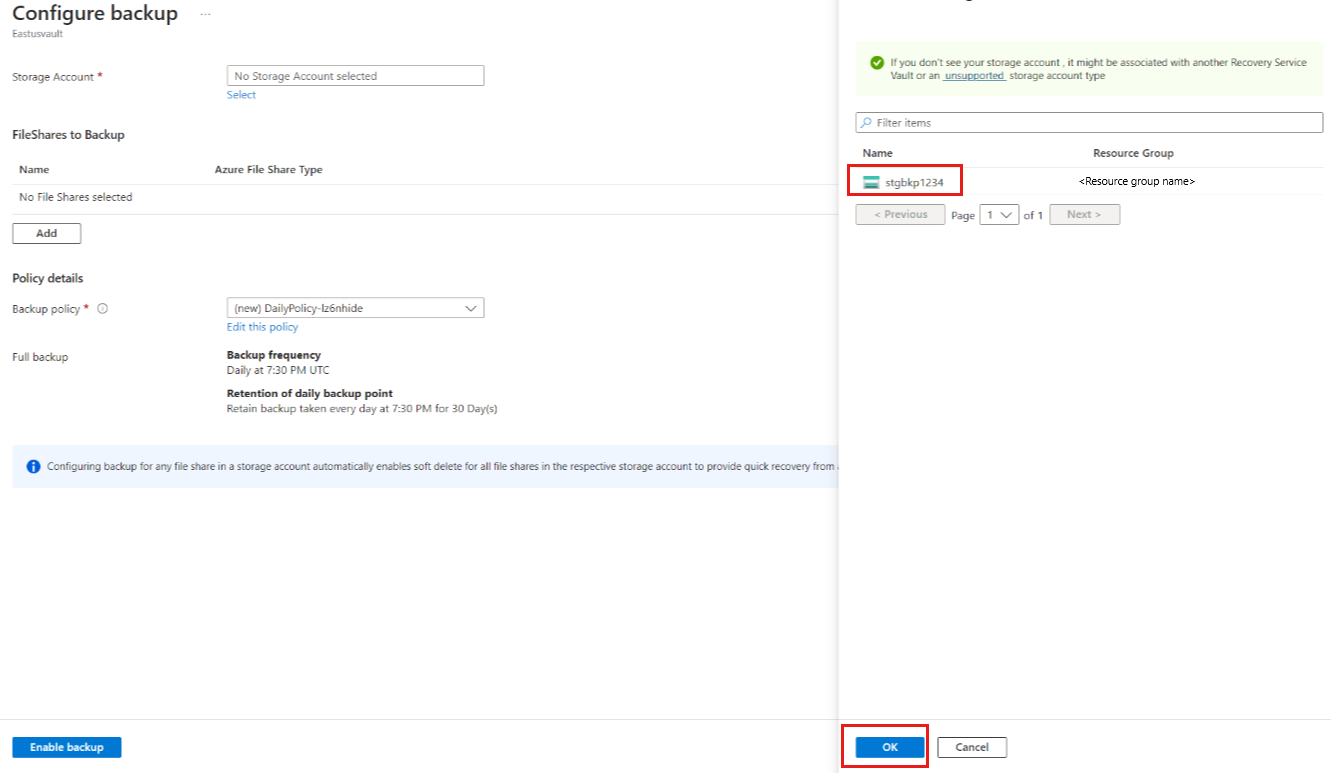 Configure backup ...
Eastusvault
Storage Account *
No Storage Account selected
Select
FileShares to Backup
Name Azure File Share Type
No File Shares selected
Add
Policy details
Backup policy *
(new) DailyPolicy-lz6nhide
Edit this policy
Full backup
Backup frequency
Daily at 7:30 PM UTC
Retention of daily backup point
Retain backup taken every day at 7:30 PM for 30 Day(s)
Configuring backup for any file share in a storage account automatically enables soft delete for all file shares in the respective storage account to provide quick recovery from
Enable backup
If you don't see your storage account , it might be associated with another Recovery Service
Vault or an unsupported storage account type
Filter items
Name Resource Group
stgbkp1234 <Resource group name>
< Previous Page 1 of 1 Next >
OK Cancel